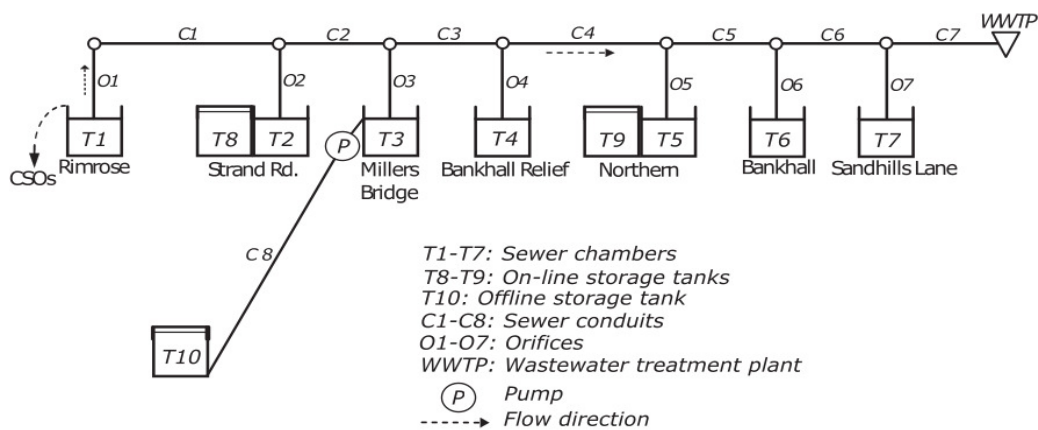 WWTP
C1 C2 C3 C4 C5 C6 C7
O1 O2 O3 O4 O5 O6 O7
T1 T8 T2 T3 T4 T9 T5 T6 T7
P
CSOs
Rimrose
Strand Rd.
Millers
Bridge
Bankhall Relief
Northern
Bankhall
Sandhills Lane
C 8
T10
T1-T7: Sewer chambers
T8-T9: On-line storage tanks
T10: Offline storage tank
C1-C8: Sewer conduits
O1-O7: Orifices
WWTP: Wastewater treatment plant
P Pump
Flow direction